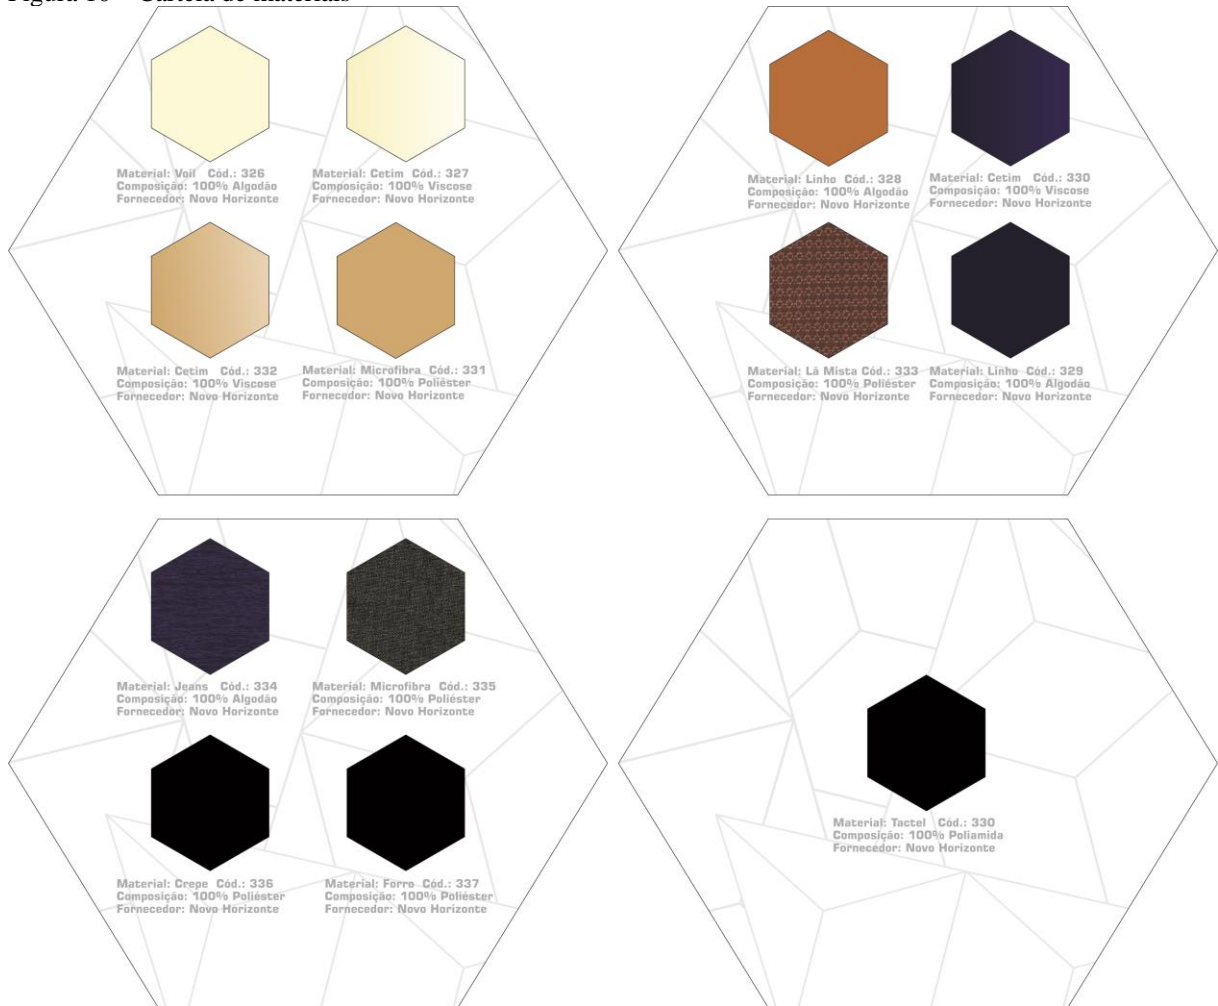 Figura 10 – Cartela de materiais
Material: Voil Cód.: 326
Composição: 100% Algodão
Fornecedor: Novo Horizonte
Material: Cetim Cód.: 327
Composição: 100% Viscose
Fornecedor: Novo Horizonte
Material: Cetim Cód.: 332
Composição: 100% Viscose
Fornecedor: Novo Horizonte
Material: Microfibra Cód.: 331
Composição: 100% Poliéster
Fornecedor: Novo Horizonte
Material: Linho Cód.: 328
Composição: 100% Algodão
Fornecedor: Novo Horizonte
Material: Cetim Cód.: 330
Composição: 100% Viscose
Fornecedor: Novo Horizonte
Material: Lã Mista Cód.: 333
Composição: 100% Poliéster
Fornecedor: Novo Horizonte
Material: Linho Cód.: 329
Composição: 100% Algodão
Fornecedor: Novo Horizonte
Material: Jeans Cód.: 334
Composição: 100% Algodão
Fornecedor: Novo Horizonte
Material: Microfibra Cód.: 335
Composição: 100% Poliéster
Fornecedor: Novo Horizonte
Material: Crepe Cód.: 336
Composição: 100% Poliéster
Fornecedor: Novo Horizonte
Material: Forro Cód.: 337
Composição: 100% Poliéster
Fornecedor: Novo Horizonte
Material: Tactel Cód.: 330
Composição: 100% Poliamida
Fornecedor: Novo Horizonte